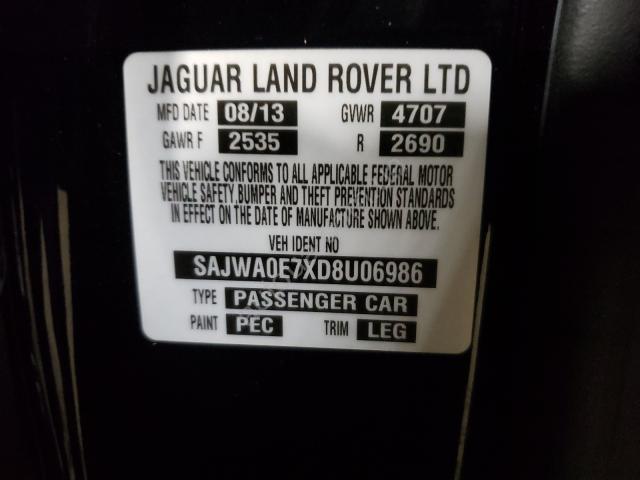 JAGUAR LAND ROVER LTD
MFD DATE 08/13 GVWR 4707
GAWR F 2535 R 2690
THIS VEHICLE CONFORMS TO ALL APPLICABLE FEDERAL MOTOR
VEHICLE SAFETY,BUMPER AND THEFT PREVENTION STANDARDS
IN EFFECT ON THE DATE OF MANUFACTURE SHOWN ABOVE.
VEH IDENT NO
SAJWA0E7XD8U06986
TYPE PASSENGER CAR
PAINT PEC TRIM LEG